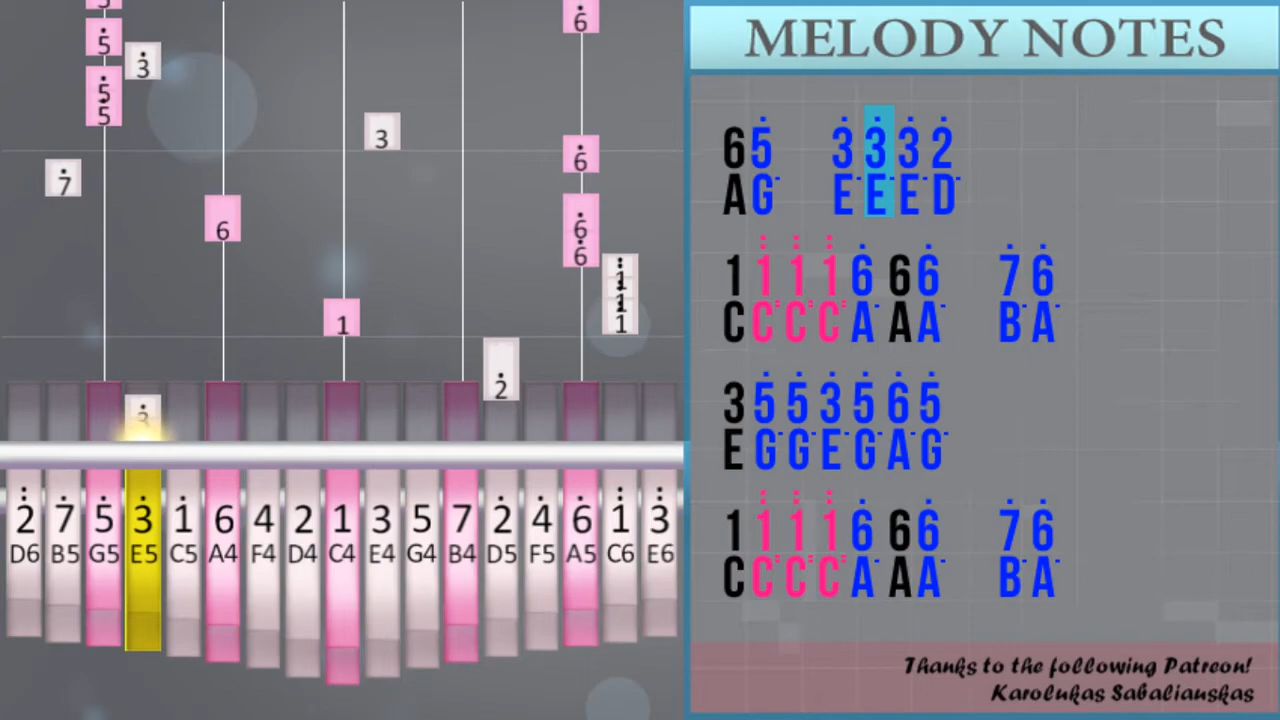 5
6
5
3
5
5
3
6
7
6
6
6
1
1
1
1
2
3
2 7 5 3 1 6 4 2 1 3 5 7 2 4 6 1 3
D6 B5 G5 E5 C5 A4 F4 D4 C4 E4 G4 B4 D5 F5 A5 C6 E6
MELODY NOTES
6 5̇ 3̇ 3̇ 3̇ 2̇
A G˙ E˙ E˙ E˙ D˙
1 1̈ 1̈ 1̈ 6̇ 6 6̇ 7̇ 6̇
C C¨ C¨ C¨ A˙ A A˙ B˙ A˙
3 5̇ 5̇ 3̇ 5̇ 6̇ 5̇
E G˙ G˙ E˙ G˙ A˙ G˙
1 1̈ 1̈ 1̈ 6̇ 6 6̇ 7̇ 6̇
C C¨ C¨ C¨ A˙ A A˙ B˙ A˙
Thanks to the following Patreon!
Karolukas Sabaliauskas